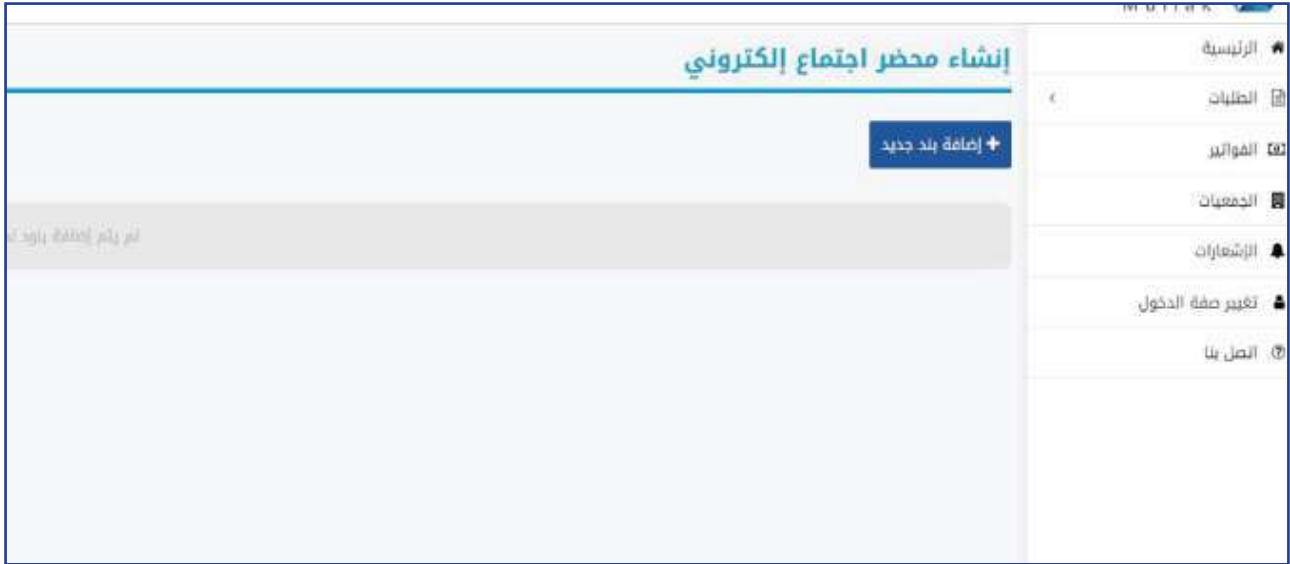 Mullak
الرئيسية
الطلبات
الفواتير
الجمعيات
الإشعارات
تغيير صفة الدخول
اتصل بنا
إنشاء محضر اجتماع إلكتروني
+ إضافة بند جديد
لم يتم إضافة بنود